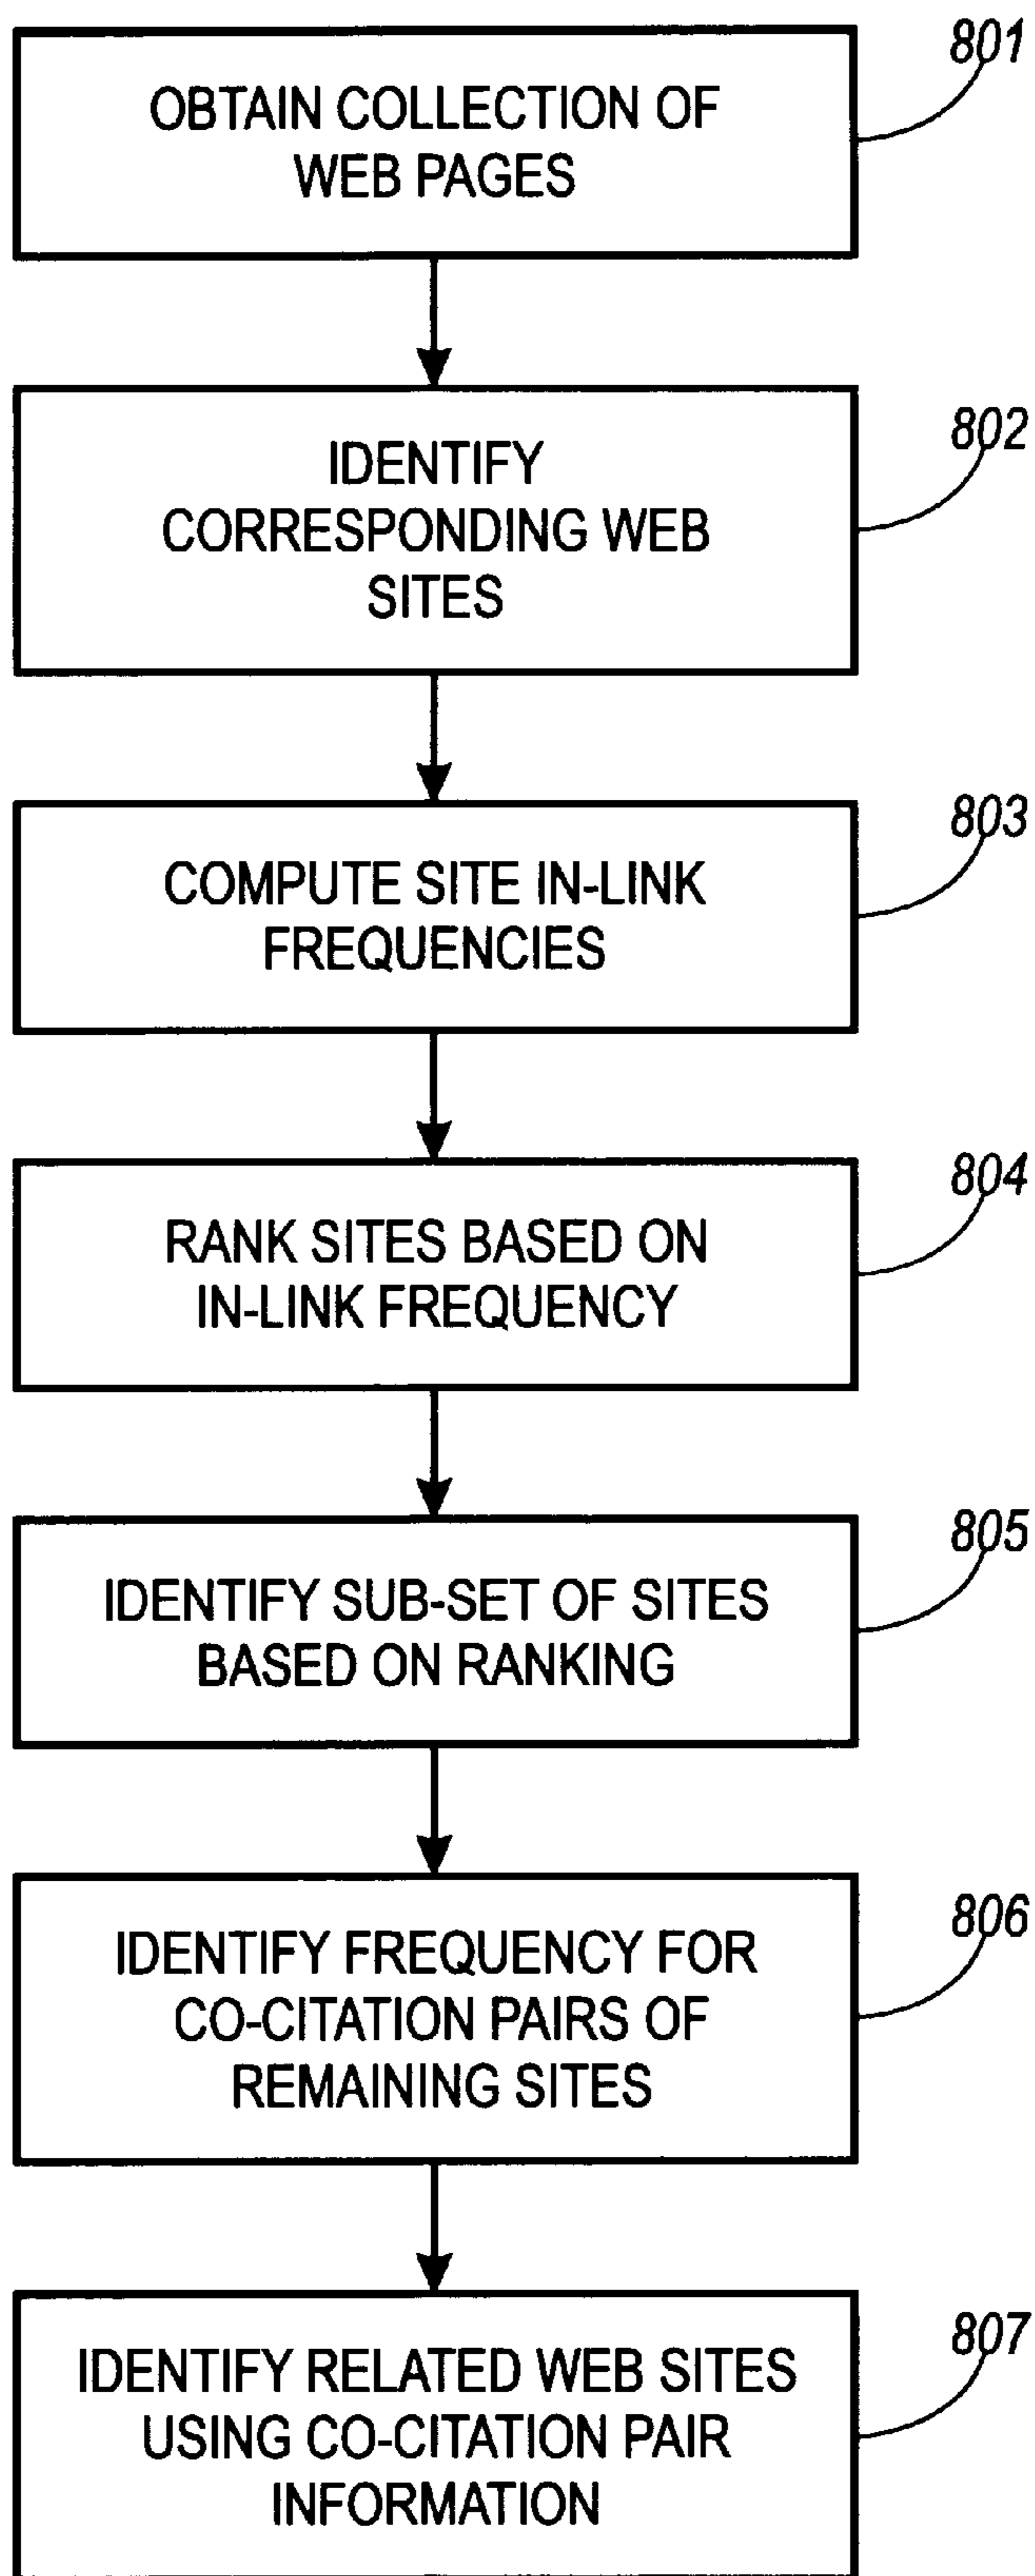 801
OBTAIN COLLECTION OF
WEB PAGES
802
IDENTIFY
CORRESPONDING WEB
SITES
803
COMPUTE SITE IN-LINK
FREQUENCIES
804
RANK SITES BASED ON
IN-LINK FREQUENCY
805
IDENTIFY SUB-SET OF SITES
BASED ON RANKING
806
IDENTIFY FREQUENCY FOR
CO-CITATION PAIRS OF
REMAINING SITES
807
IDENTIFY RELATED WEB SITES
USING CO-CITATION PAIR
INFORMATION